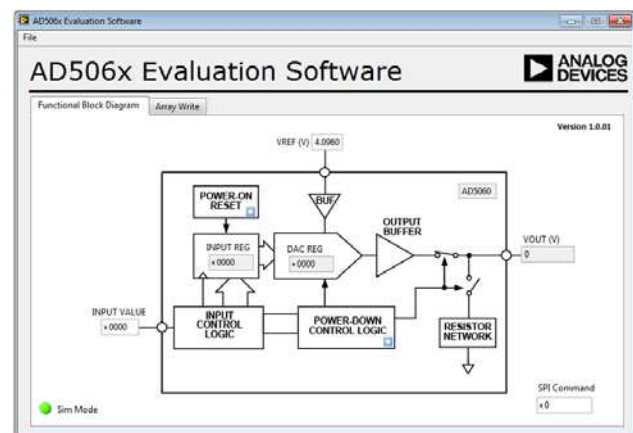 AD506x Evaluation Software
File
AD506x Evaluation Software
ANALOG
DEVICES
Functional Block Diagram
Array Write
Version 1.0.01
VREF (V)
4.0960
POWER-ON
RESET
BUF
AD5060
OUTPUT
BUFFER
INPUT REG
x 0000
DAC REG
x 0000
VOUT (V)
0
INPUT VALUE
x 0000
INPUT
CONTROL
LOGIC
POWER-DOWN
CONTROL LOGIC
RESISTOR
NETWORK
SPI Command
x 0
Sim Mode